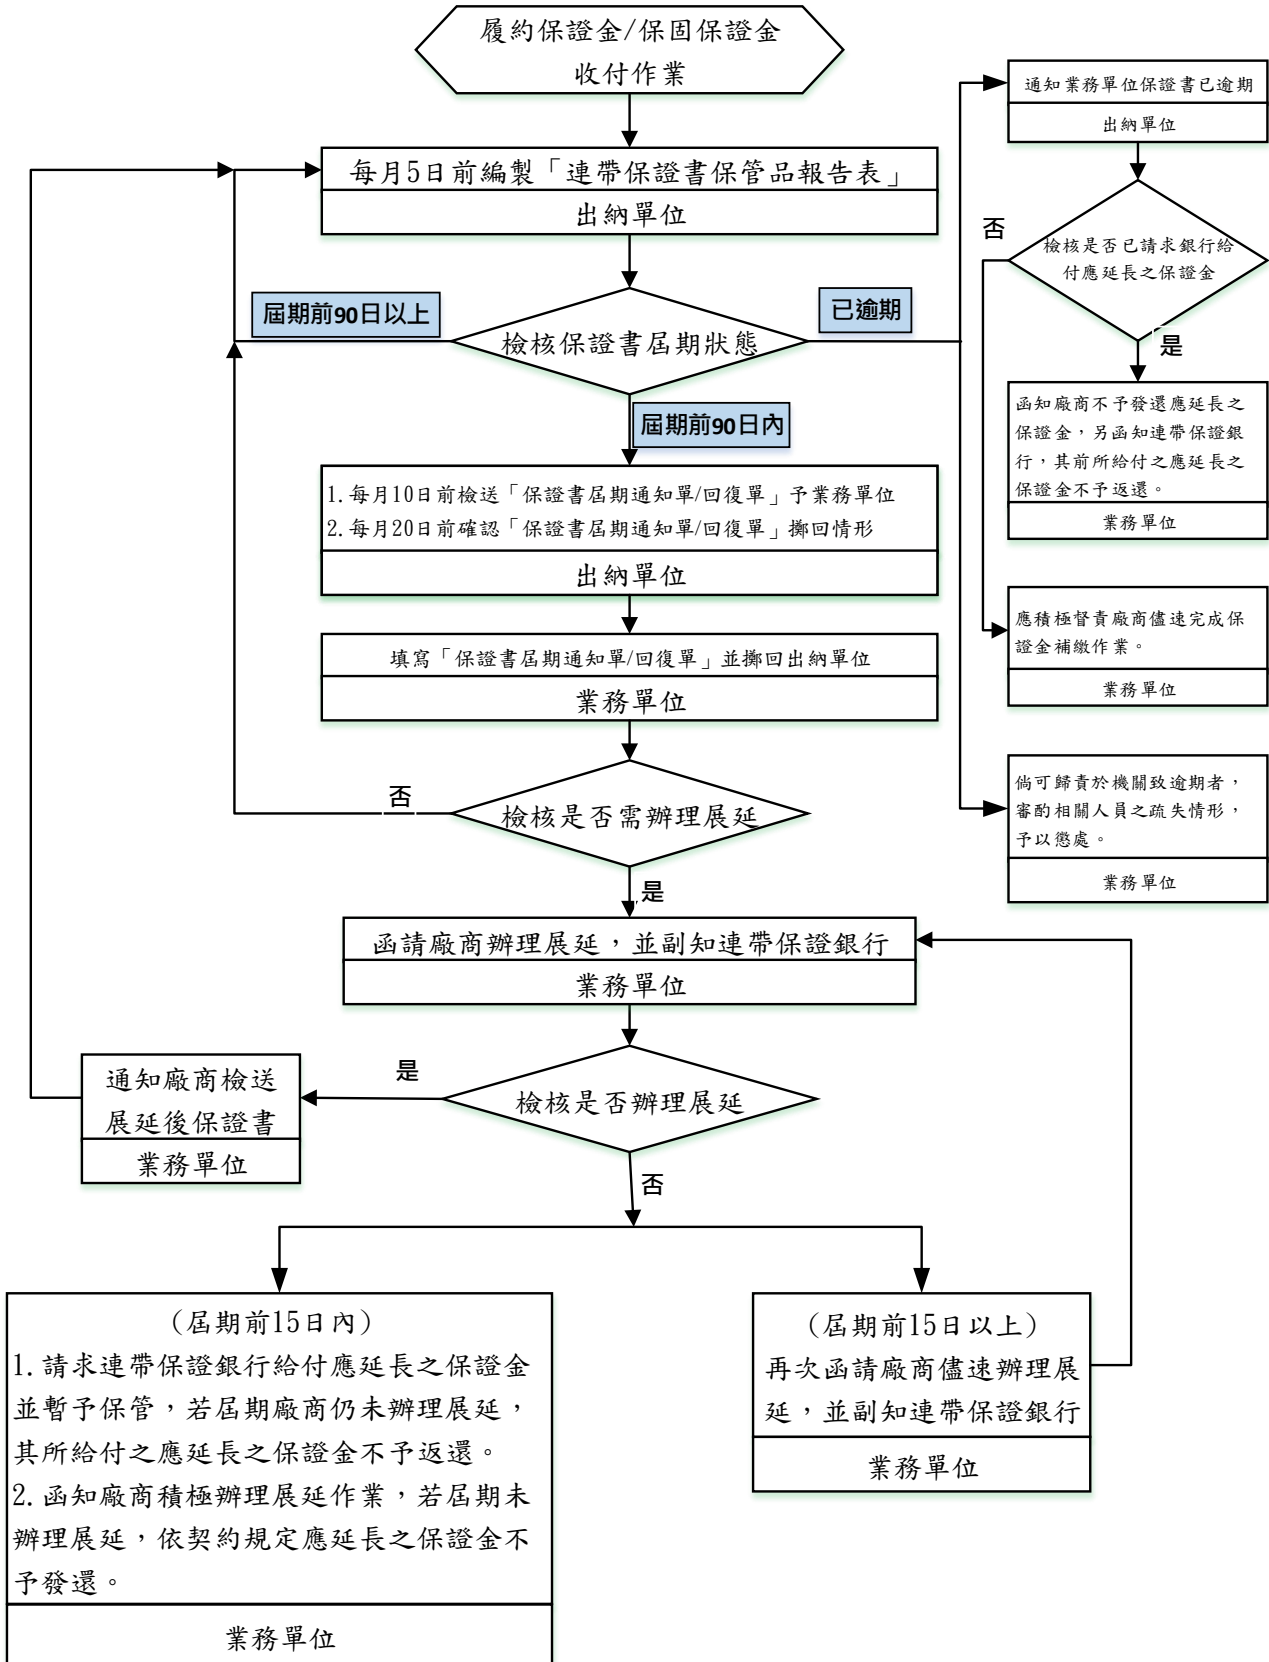 履約保證金/保固保證金
收付作業
每月5日前編製「連帶保證書保管品報告表」
出納單位
屆期前90日以上
檢核保證書屆期狀態
已逾期
屆期前90日內
1.每月10日前檢送「保證書屆期通知單/回復單」予業務單位
2.每月20日前確認「保證書屆期通知單/回復單」擲回情形
出納單位
填寫「保證書屆期通知單/回復單」並擲回出納單位
業務單位
否
檢核是否需辦理展延
是
函請廠商辦理展延，並副知連帶保證銀行
業務單位
檢核是否辦理展延
是
通知廠商檢送
展延後保證書
業務單位
否
(屆期前15日內)
1.請求連帶保證銀行給付應延長之保證金
並暫予保管，若屆期廠商仍未辦理展延，
其所給付之應延長之保證金不予返還。
2.函知廠商積極辦理展延作業，若屆期未
辦理展延，依契約規定應延長之保證金不
予發還。
業務單位
(屆期前15日以上)
再次函請廠商儘速辦理展
延，並副知連帶保證銀行
業務單位
通知業務單位保證書已逾期
出納單位
否
檢核是否已請求銀行給
付應延長之保證金
是
函知廠商不予發還應延長之
保證金，另函知連帶保證銀
行，其前所給付之應延長之
保證金不予返還。
業務單位
應積極督責廠商儘速完成保
證金補繳作業。
業務單位
倘可歸責於機關致逾期者，
審酌相關人員之疏失情形，
予以懲處。
業務單位